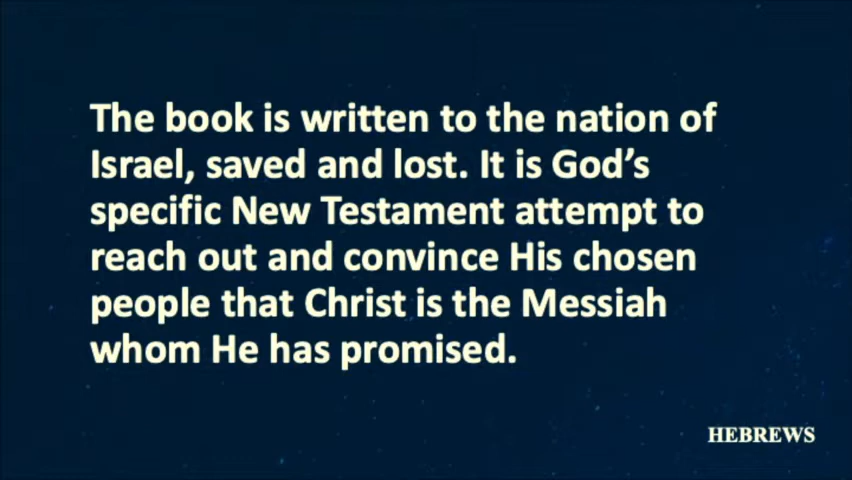 The book is written to the nation of
Israel, saved and lost. It is God’s
specific New Testament attempt to
reach out and convince His chosen
people that Christ is the Messiah
whom He has promised.
HEBREWS